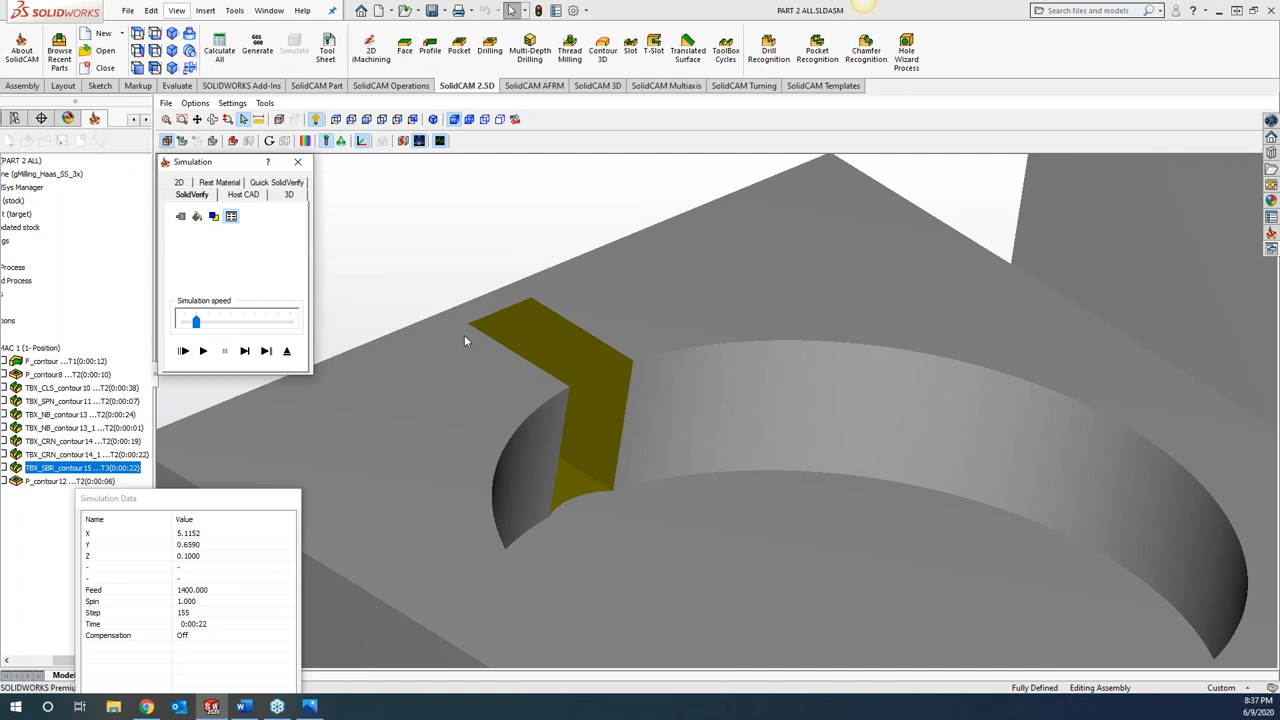 SOLIDWORKS File Edit View Insert Tools Window Help PART 2 ALL.SLDASM Search files and models
About SolidCAM Browse Recent Parts New Open Close Calculate All G01 G00 Generate Simulate Tool Sheet 2D iMachining Face Profile Pocket Drilling Multi-Depth Drilling Thread Milling Contour 3D Slot T-Slot Translated Surface ToolBox Cycles Drill Recognition Pocket Recognition Chamfer Recognition Hole Wizard Process
Assembly Layout Sketch Markup Evaluate SOLIDWORKS Add-Ins SolidCAM Part SolidCAM Operations SolidCAM 2.5D SolidCAM AFRM SolidCAM 3D SolidCAM Multiaxis SolidCAM Turning SolidCAM Templates
File Options Settings Tools
(PART 2 ALL)
ne (gMilling_Haas_SS_3x)
Sys Manager
(stock)
t (target)
dated stock
gs
Process
d Process
s
tions
MAC 1 (1- Position)
F_contour ...T1(0:00:12)
P_contour8 ...T2(0:00:10)
TBX_CLS_contour10 ...T2(0:00:38)
TBX_SPN_contour11 ...T2(0:00:07)
TBX_NB_contour13 ...T2(0:00:24)
TBX_NB_contour13_1 ...T2(0:00:01)
TBX_CRN_contour14 ...T2(0:00:19)
TBX_CRN_contour14_1 ...T2(0:00:22)
TBX_SBR_contour15 ...T3(0:00:22)
P_contour12 ...T2(0:00:06)
Simulation ?
2D Rest Material Quick SolidVerify
SolidVerify Host CAD 3D
Simulation speed
Simulation Data
Name Value
X 5.1152
Y 0.6590
Z 0.1000
- -
- -
Feed 1400.000
Spin 1.000
Step 155
Time 0:00:22
Compensation Off
Model
SOLIDWORKS Premiu Fully Defined Editing Assembly Custom
8:37 PM
6/9/2020